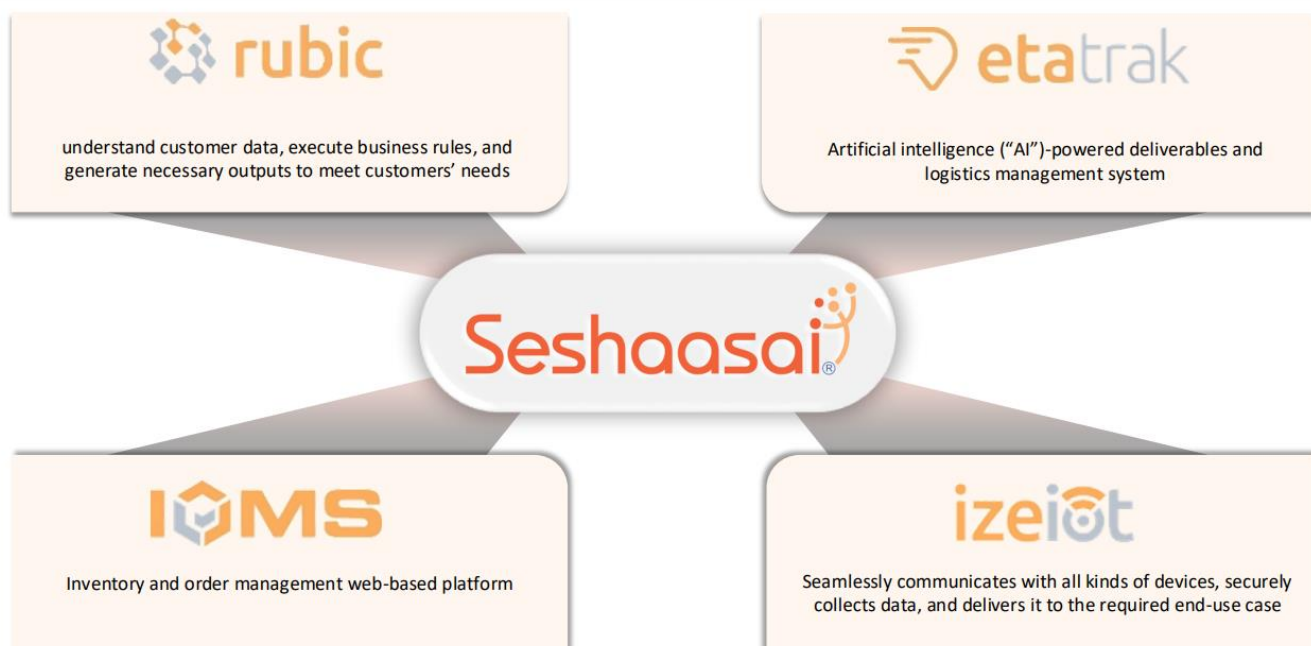 rubic
understand customer data, execute business rules, and
generate necessary outputs to meet customers’ needs
etatrak
Artificial intelligence (“AI”)-powered deliverables and
logistics management system
Seshaasai®
IOMS
Inventory and order management web-based platform
izeiot
Seamlessly communicates with all kinds of devices, securely
collects data, and delivers it to the required end-use case